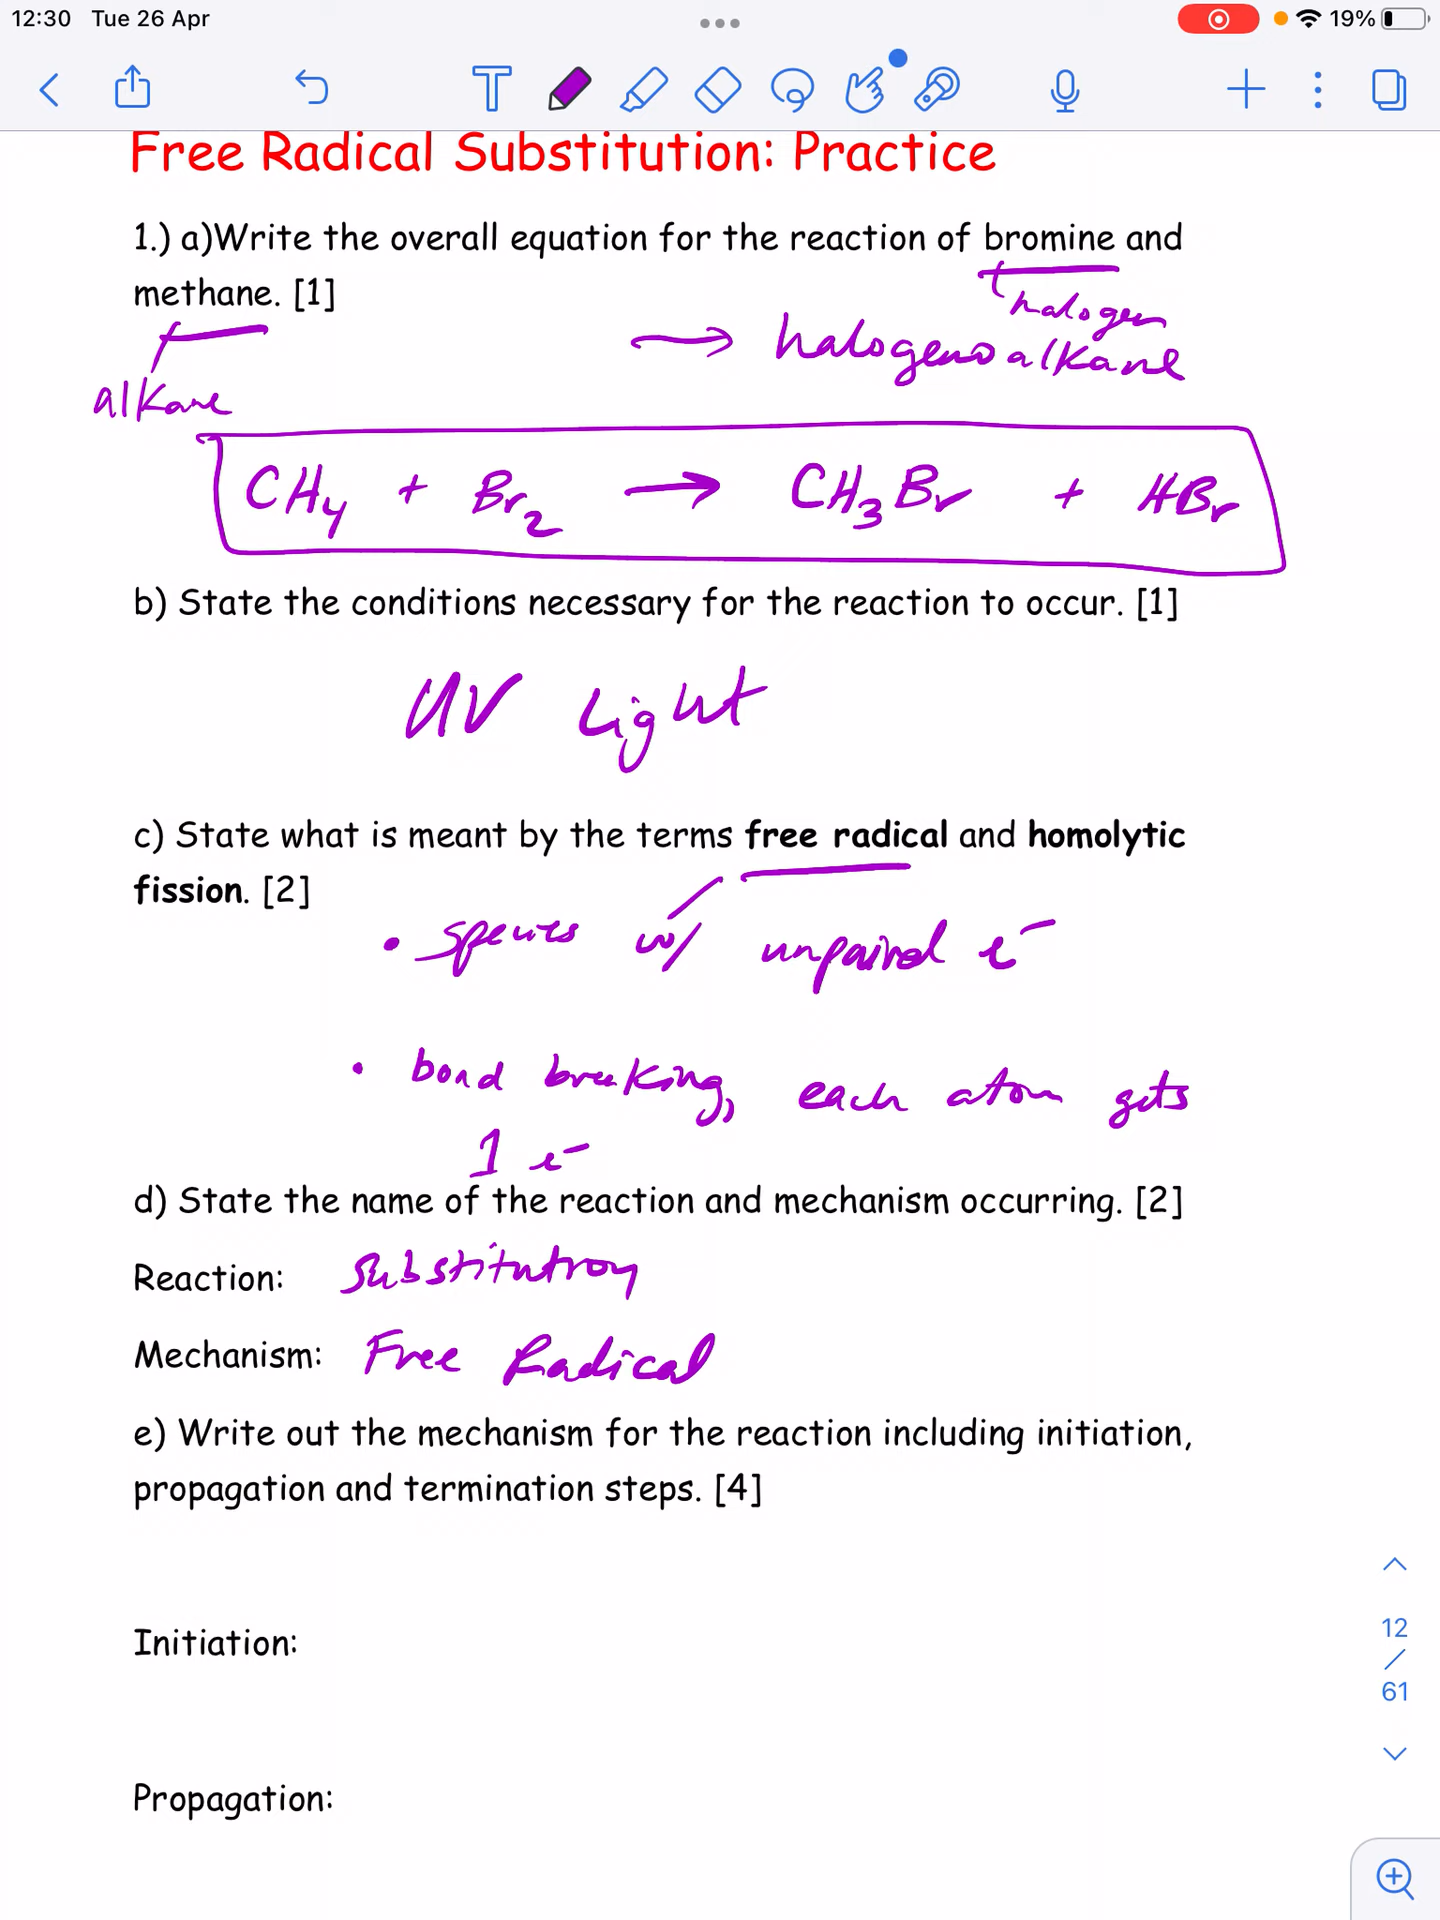 12:30 Tue 26 Apr 19%
Free Radical Substitution: Practice
1.) a)Write the overall equation for the reaction of bromine and
methane. [1]
halogen
→ halogenoalkane
alkane
CH₄ + Br₂ → CH₃Br + HBr
b) State the conditions necessary for the reaction to occur. [1]
UV light
c) State what is meant by the terms free radical and homolytic
fission. [2]
• species w/ unpaired e⁻
• bond breaking, each atom gets
1 e⁻
d) State the name of the reaction and mechanism occurring. [2]
Reaction: Substitution
Mechanism: Free Radical
e) Write out the mechanism for the reaction including initiation,
propagation and termination steps. [4]
Initiation:
12
/
61
Propagation: